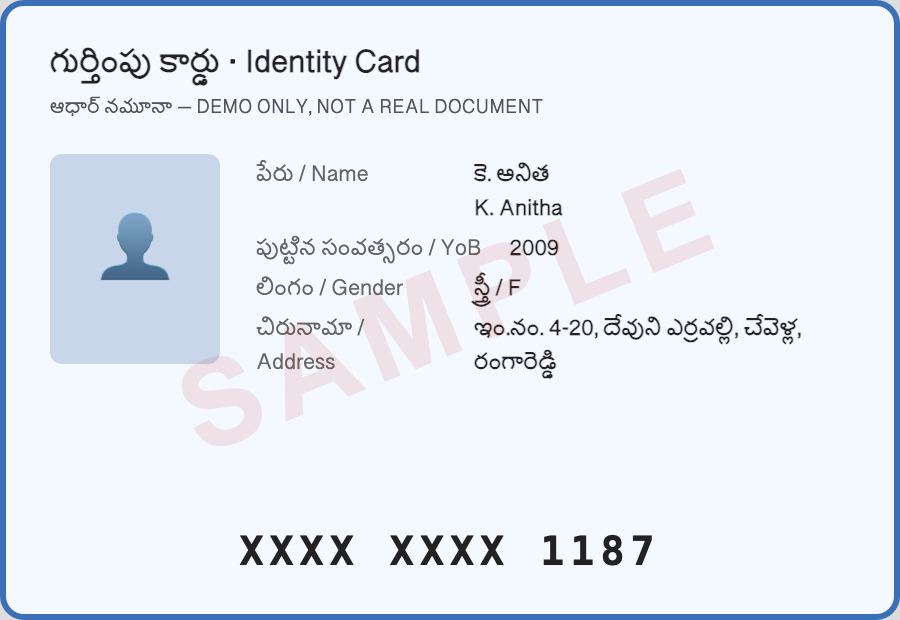 గుర్తింపు కార్డు · Identity Card
ఆధార్ నమూనా — DEMO ONLY, NOT A REAL DOCUMENT
పేరు / Name కె. అనిత
K. Anitha
పుట్టిన సంవత్సరం / YoB 2009
లింగం / Gender స్త్రీ / F
చిరునామా / ఇం.నం. 4-20, దేవుని ఎర్రవల్లి, చేవెళ్ల,
Address రంగారెడ్డి
SAMPLE
XXXX XXXX 1187